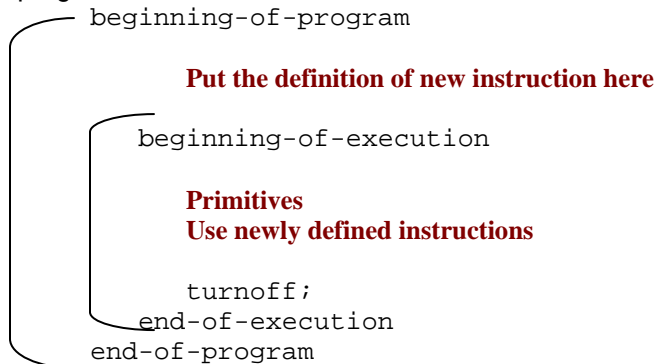 beginning-of-program
Put the definition of new instruction here
beginning-of-execution
Primitives
Use newly defined instructions
turnoff;
end-of-execution
end-of-program